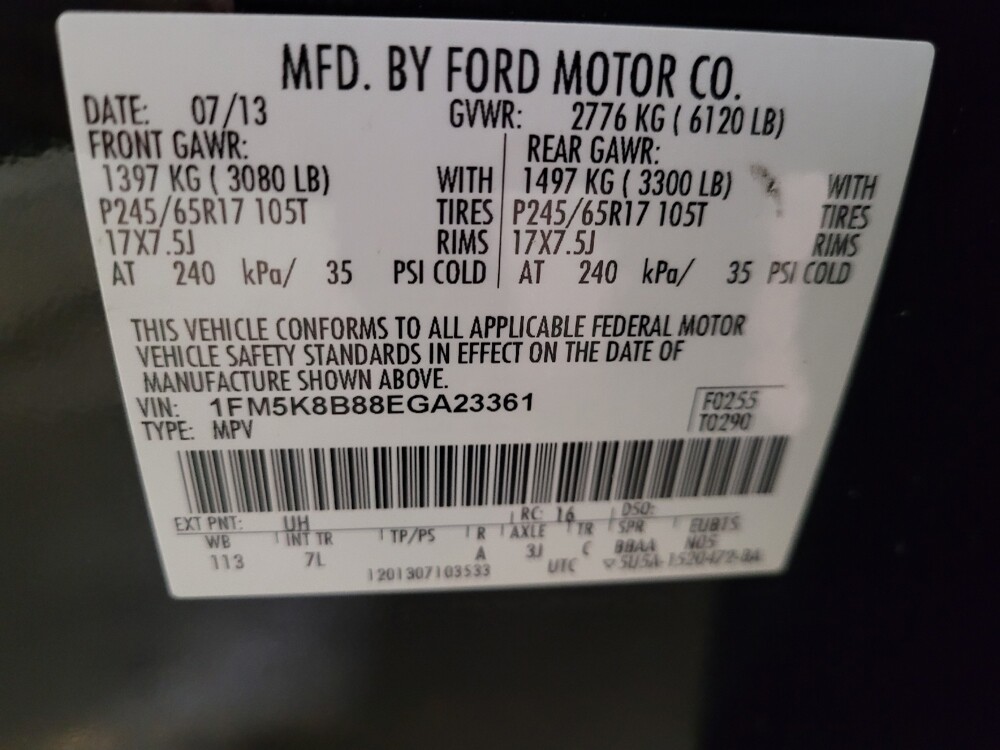 MFD. BY FORD MOTOR CO.
DATE: 07/13 GVWR: 2776 KG ( 6120 LB)
FRONT GAWR: REAR GAWR:
1397 KG ( 3080 LB) WITH 1497 KG ( 3300 LB) WITH
P245/65R17 105T TIRES P245/65R17 105T TIRES
17X7.5J RIMS 17X7.5J RIMS
AT 240 kPa/ 35 PSI COLD AT 240 kPa/ 35 PSI COLD
THIS VEHICLE CONFORMS TO ALL APPLICABLE FEDERAL MOTOR
VEHICLE SAFETY STANDARDS IN EFFECT ON THE DATE OF
MANUFACTURE SHOWN ABOVE.
VIN: 1FM5K8B88EGA23361 F0255
TYPE: MPV T0290
EXT PNT: UH RC: 16 DSO:
WB INT TR TP/PS R AXLE TR SPR EUB15
113 7L A 3J C BBAA
1201307103533 UTC